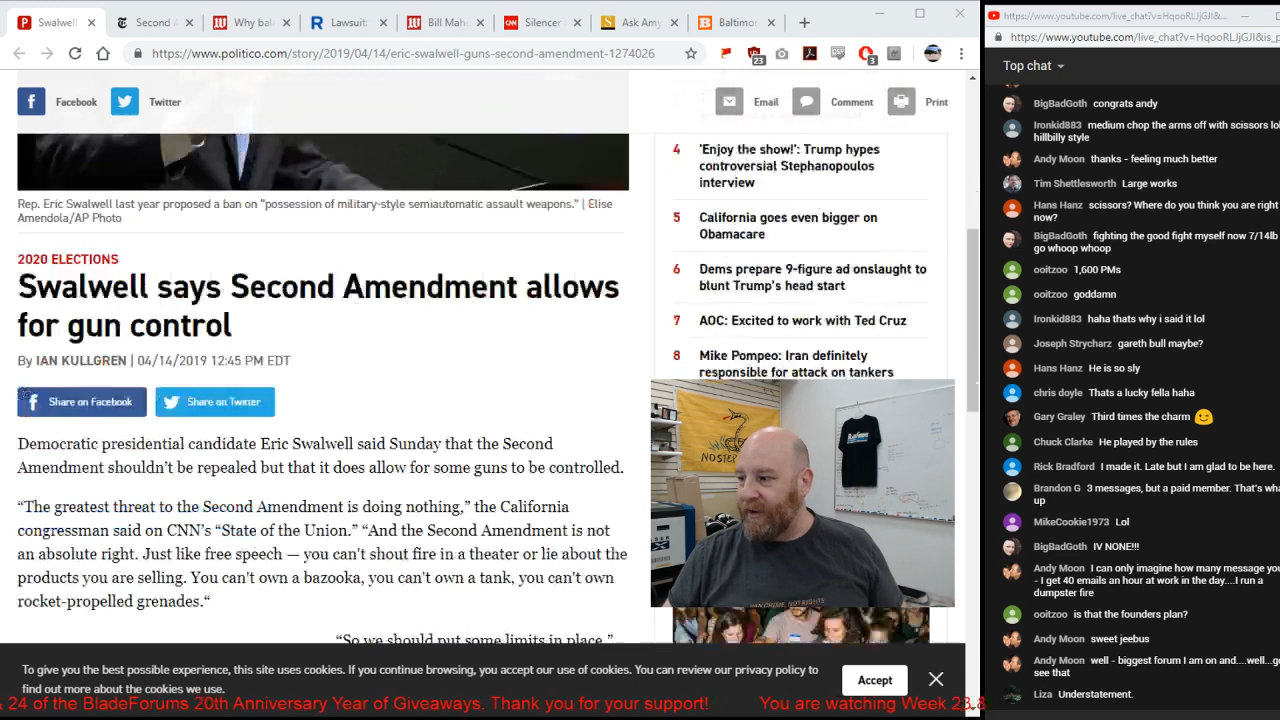 Swalwell
Second A
Why bal
Lawsuit:
Bill Mahe
Silencer
Ask Amy
Baltimor
https://www.politico.com/story/2019/04/14/eric-swalwell-guns-second-amendment-1274026
23
3
Facebook
Twitter
Email
Comment
Print
Rep. Eric Swalwell last year proposed a ban on “possession of military-style semiautomatic assault weapons.” | Elise
Amendola/AP Photo
2020 ELECTIONS
Swalwell says Second Amendment allows
for gun control
By IAN KULLGREN | 04/14/2019 12:45 PM EDT
Share on Facebook
Share on Twitter
Democratic presidential candidate Eric Swalwell said Sunday that the Second
Amendment shouldn't be repealed but that it does allow for some guns to be controlled.
“The greatest threat to the Second Amendment is doing nothing,” the California
congressman said on CNN's “State of the Union.” “And the Second Amendment is not
an absolute right. Just like free speech — you can't shout fire in a theater or lie about the
products you are selling. You can't own a bazooka, you can't own a tank, you can't own
rocket-propelled grenades.“
“So we should put some limits in place,”
4 'Enjoy the show!': Trump hypes
controversial Stephanopoulos
interview
5 California goes even bigger on
Obamacare
6 Dems prepare 9-figure ad onslaught to
blunt Trump's head start
7 AOC: Excited to work with Ted Cruz
8 Mike Pompeo: Iran definitely
responsible for attack on tankers
NO STEP
To give you the best possible experience, this site uses cookies. If you continue browsing, you accept our use of cookies. You can review our privacy policy to
find out more about the cookies we use.
Accept
& 24 of the BladeForums 20th Anniversary Year of Giveaways. Thank you for your support!
You are watching Week 23 &
https://www.youtube.com/live_chat?v=HqooRLIjGJI&...
https://www.youtube.com/live_chat?v=HqooRLJjGJI&is_p
Top chat
BigBadGoth congrats andy
Ironkid883 medium chop the arms off with scissors lol
hillbilly style
Andy Moon thanks - feeling much better
Tim Shettlesworth Large works
Hans Hanz scissors? Where do you think you are right
now?
BigBadGoth fighting the good fight myself now 7/14lb
go whoop whoop
ooitzoo 1,600 PMs
ooitzoo goddamn
Ironkid883 haha thats why i said it lol
Joseph Strycharz gareth bull maybe?
Hans Hanz He is so sly
chris doyle Thats a lucky fella haha
Gary Graley Third times the charm
Chuck Clarke He played by the rules
Rick Bradford I made it. Late but I am glad to be here.
Brandon G 3 messages, but a paid member. That's wha
up
MikeCookie1973 Lol
BigBadGoth IV NONE!!!
Andy Moon I can only imagine how many message you
- I get 40 emails an hour at work in the day....I run a
dumpster fire
ooitzoo is that the founders plan?
Andy Moon sweet jeebus
Andy Moon well - biggest forum I am on and....well...g
see that
Liza Understatement.